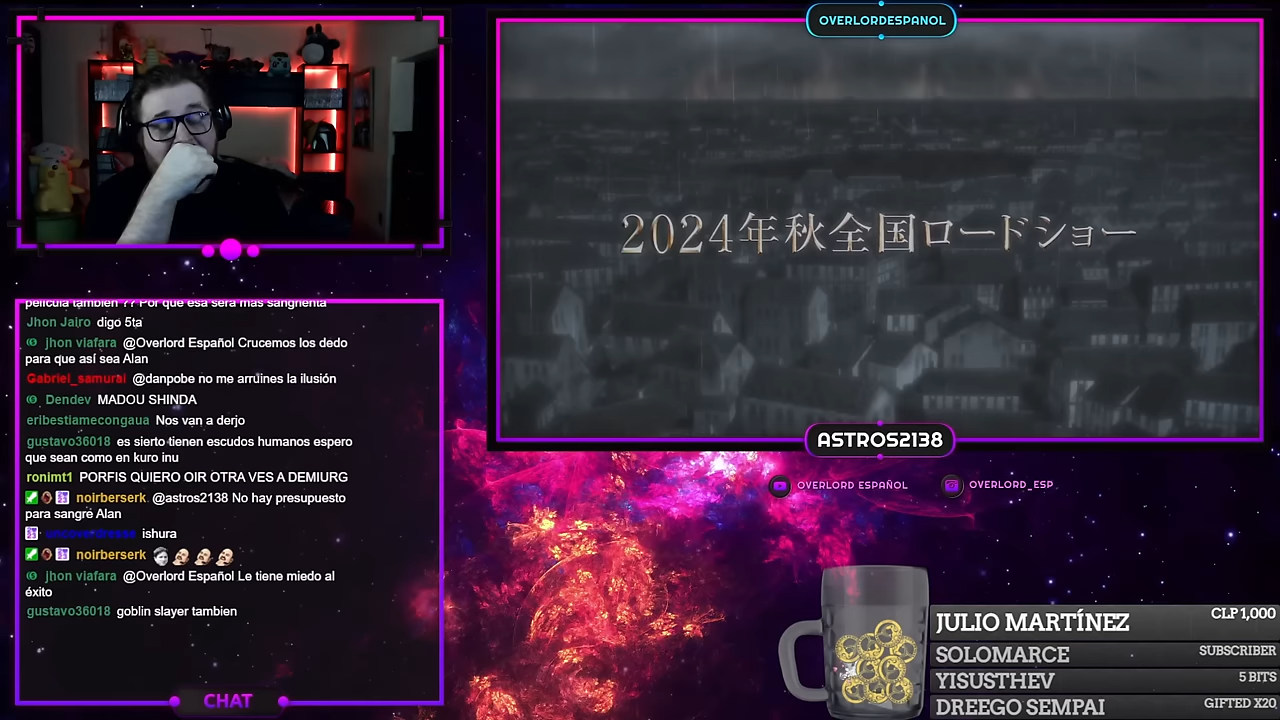 OVERLORDESPANOL
2024年秋全国ロードショー
ASTROS2138
OVERLORD ESPAÑOL
OVERLORD_ESP
pelicula tambien ?? Por que esa sera mas sangrienta
Jhon Jairo digo 5ta
jhon viafara @Overlord Español Crucemos los dedo
para que así sea Alan
Gabriel_samurai @danpobe no me arruines la ilusión
Dendev MADOU SHINDA
eribestiamecongaua Nos van a derjo
gustavo36018 es sierto tienen escudos humanos espero
que sean como en kuro inu
ronimt1 PORFIS QUIERO OIR OTRA VES A DEMIURG
noirberserk @astros2138 No hay presupuesto
para sangre Alan
ishura
noirberserk
jhon viafara @Overlord Español Le tiene miedo al
éxito
gustavo36018 goblin slayer tambien
CHAT
JULIO MARTÍNEZ CLP 1,000
SOLOMARCE SUBSCRIBER
YISUSTHEV 5 BITS
DREEGO SEMPAI GIFTED X20